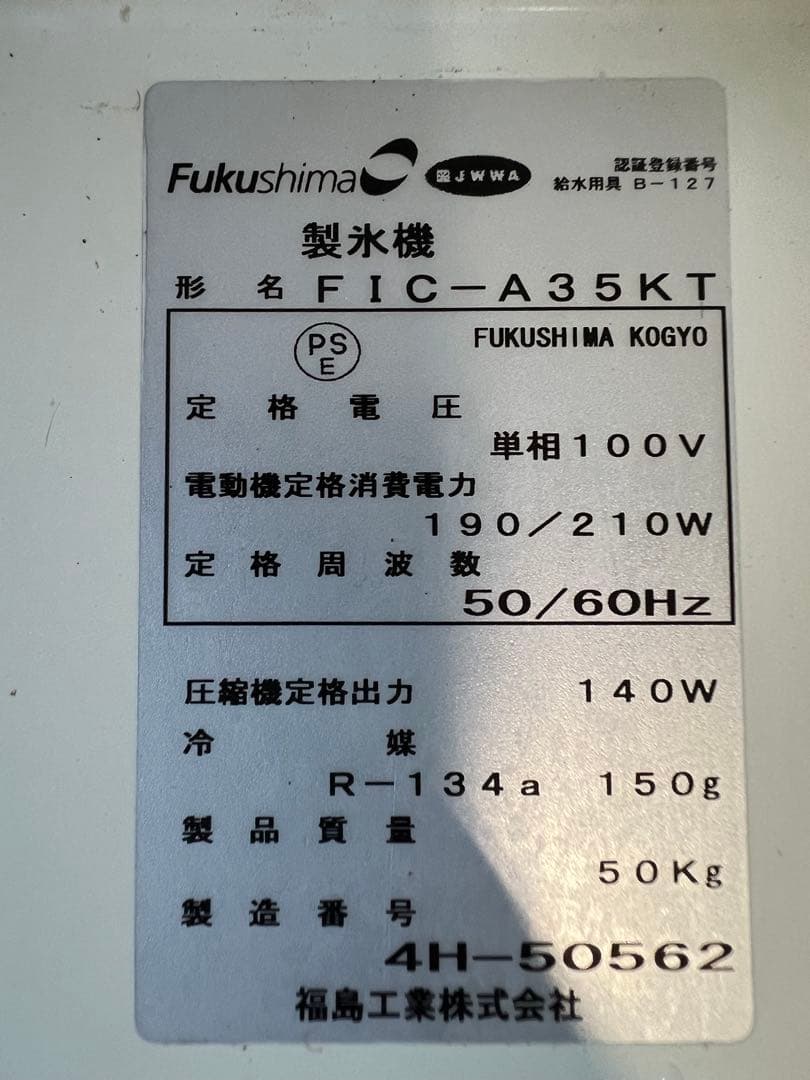 Fukushima JWWA 認証登録番号
給水用具 B-127
製氷機
形名 FIC-A35KT
PSE FUKUSHIMA KOGYO
定格電圧
単相100V
電動機定格消費電力
190/210W
定格周波数
50/60Hz
圧縮機定格出力 140W
冷媒
R-134a 150g
製品質量
50Kg
製造番号
4H-50562
福島工業株式会社